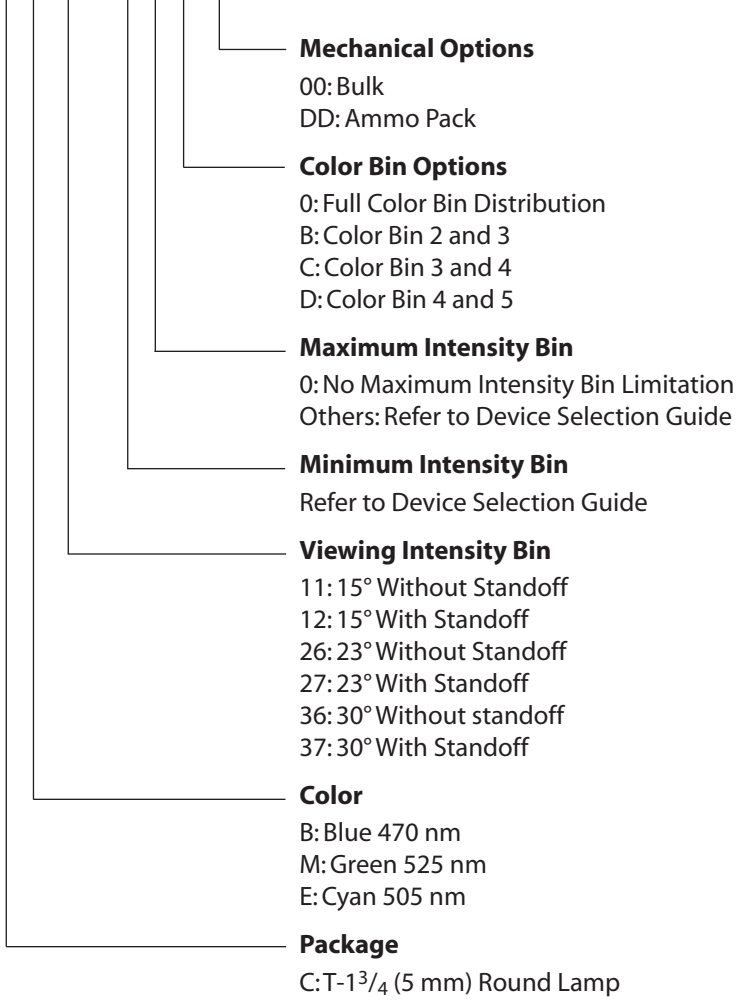 Mechanical Options
00: Bulk
DD: Ammo Pack
Color Bin Options
0: Full Color Bin Distribution
B: Color Bin 2 and 3
C: Color Bin 3 and 4
D: Color Bin 4 and 5
Maximum Intensity Bin
0: No Maximum Intensity Bin Limitation
Others: Refer to Device Selection Guide
Minimum Intensity Bin
Refer to Device Selection Guide
Viewing Intensity Bin
11: 15° Without Standoff
12: 15° With Standoff
26: 23° Without Standoff
27: 23° With Standoff
36: 30° Without standoff
37: 30° With Standoff
Color
B: Blue 470 nm
M: Green 525 nm
E: Cyan 505 nm
Package
C: T-1 3/4 (5 mm) Round Lamp